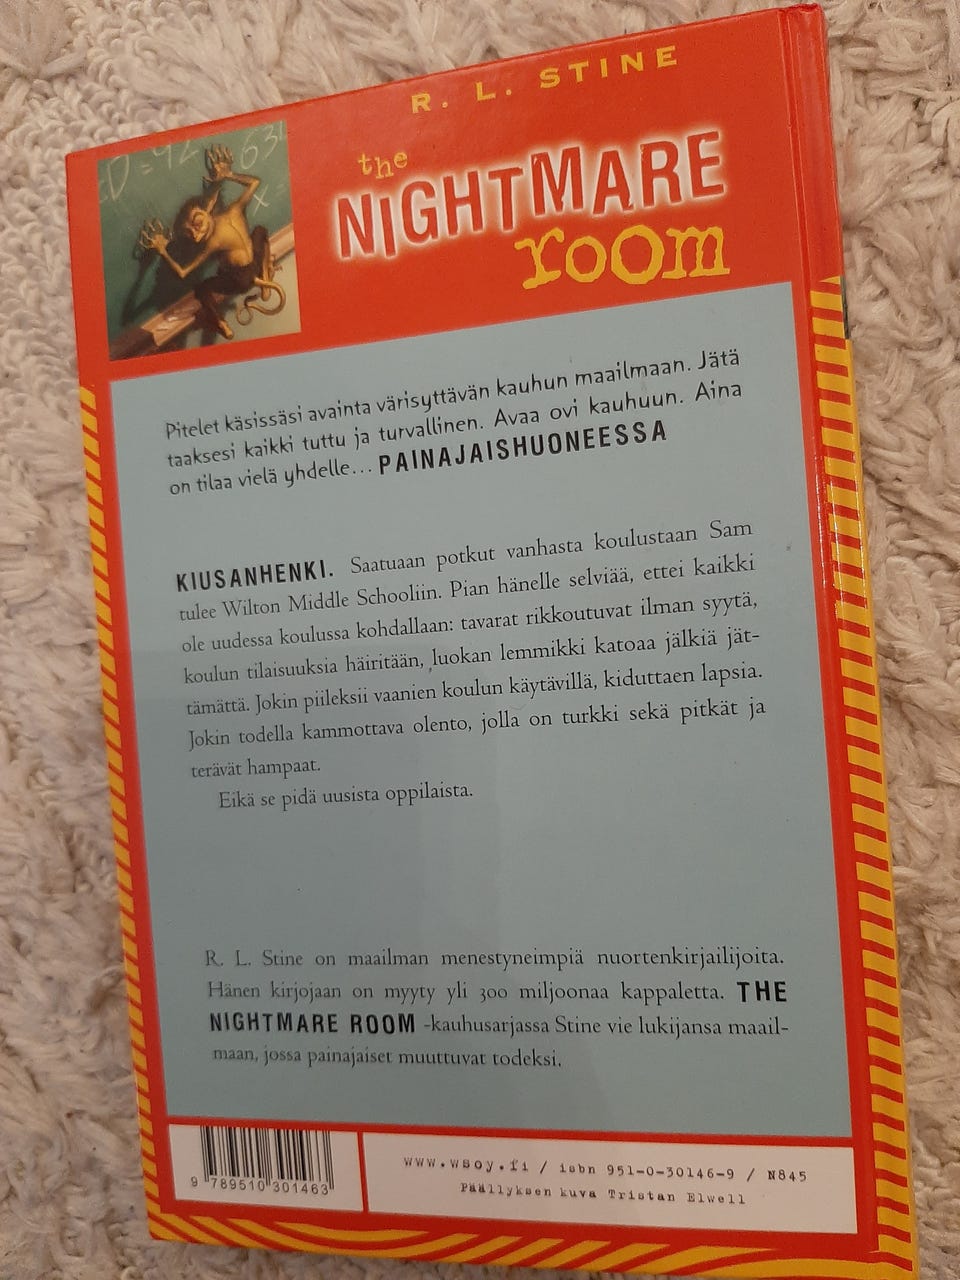 R. L. STINE
the
NIGHTMARE
room
Pitelet käsissäsi avainta värisyttävän kauhun maailmaan. Jätä
taaksesi kaikki tuttu ja turvallinen. Avaa ovi kauhuun. Aina
on tilaa vielä yhdelle... PAINAJAISHUONEESSA
KIUSANHENKI. Saatuaan potkut vanhasta koulustaan Sam
tulee Wilton Middle Schooliin. Pian hänelle selviää, ettei kaikki
ole uudessa koulussa kohdallaan: tavarat rikkoutuvat ilman syytä,
koulun tilaisuuksia häiritään, luokan lemmikki katoaa jälkiä jät-
tämättä. Jokin piileksii vaanien koulun käytävillä, kiduttaen lapsia.
Jokin todella kammottava olento, jolla on turkki sekä pitkät ja
terävät hampaat.
Eikä se pidä uusista oppilaista.
R. L. Stine on maailman menestyneimpiä nuortenkirjailijoita.
Hänen kirjojaan on myyty yli 300 miljoonaa kappaletta. THE
NIGHTMARE ROOM -kauhusarjassa Stine vie lukijansa maail-
maan, jossa painajaiset muuttuvat todeksi.
9 789510 301463
www.wsoy.fi / isbn 951-0-30146-9 / N845
Päällyksen kuva Tristan Elwell